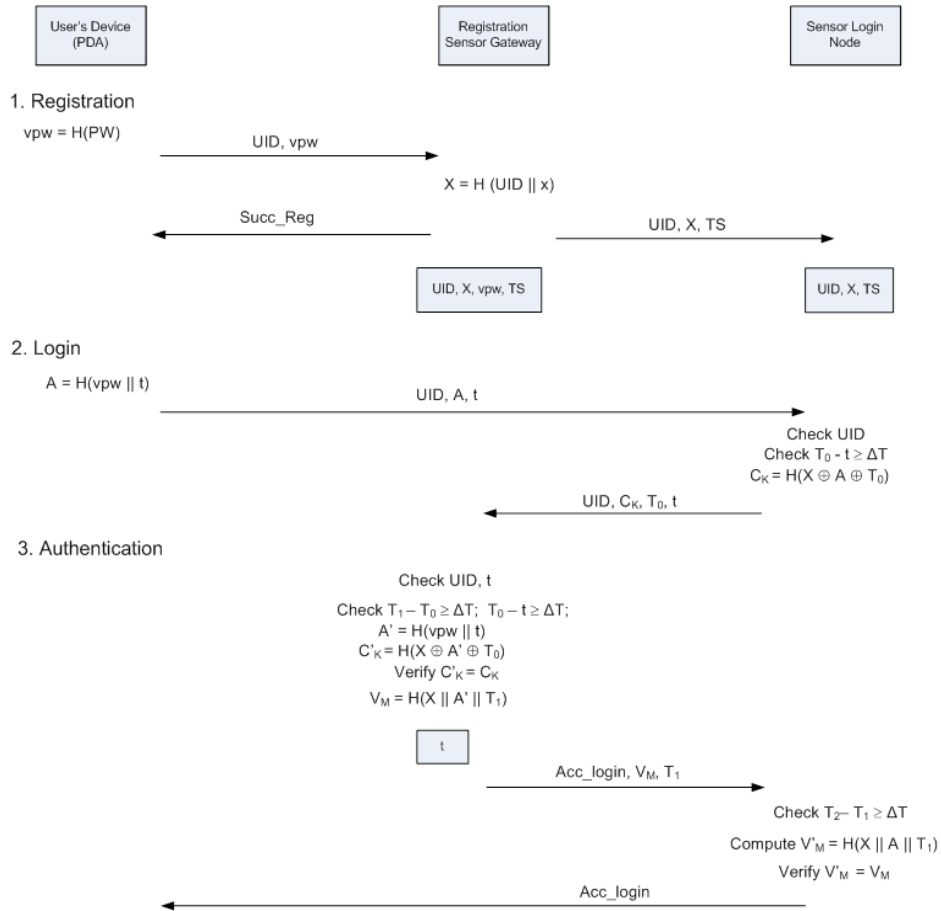 User's Device
(PDA)
Registration
Sensor Gateway
Sensor Login
Node
1. Registration
vpw = H(PW)
UID, vpw
X = H (UID || x)
Succ_Reg
UID, X, TS
UID, X, vpw, TS
UID, X, TS
2. Login
A = H(vpw || t)
UID, A, t
Check UID
Check T₀ - t ≥ ΔT
Cₖ = H(X ⊕ A ⊕ T₀)
UID, Cₖ, T₀, t
3. Authentication
Check UID, t
Check T₁ – T₀ ≥ ΔT; T₀ – t ≥ ΔT;
A' = H(vpw || t)
C'ₖ = H(X ⊕ A' ⊕ T₀)
Verify C'ₖ = Cₖ
Vₘ = H(X || A' || T₁)
t
Acc_login, Vₘ, T₁
Check T₂– T₁ ≥ ΔT
Compute V'ₘ = H(X || A || T₁)
Verify V'ₘ = Vₘ
Acc_login